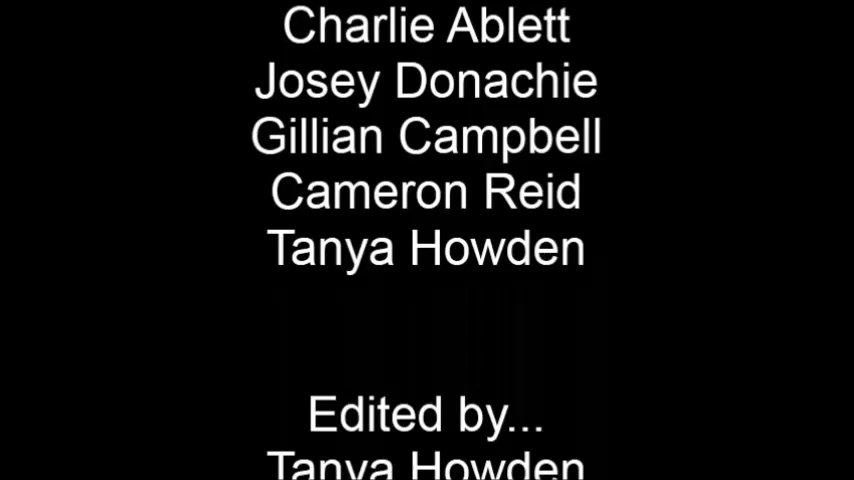 Charlie Ablett
Josey Donachie
Gillian Campbell
Cameron Reid
Tanya Howden
Edited by...
Tanya Howden